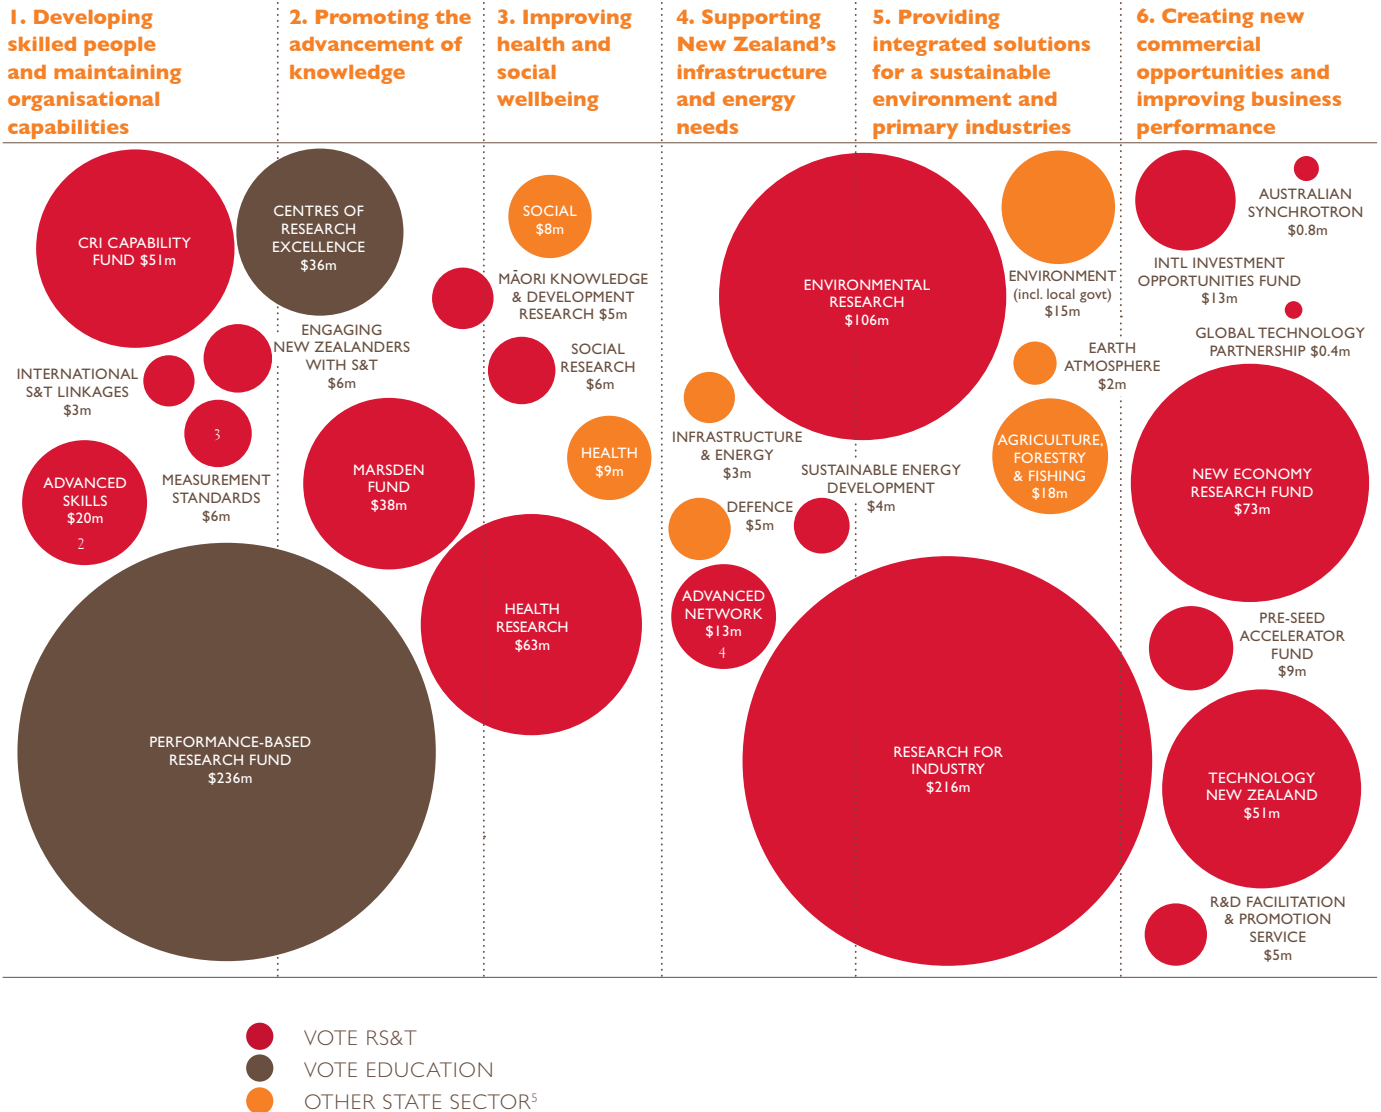 1. Developing
skilled people
and maintaining
organisational
capabilities
2. Promoting the
advancement of
knowledge
3. Improving
health and
social
wellbeing
4. Supporting
New Zealand’s
infrastructure
and energy
needs
5. Providing
integrated solutions
for a sustainable
environment and
primary industries
6. Creating new
commercial
opportunities and
improving business
performance
CRI CAPABILITY
FUND $51m
CENTRES OF
RESEARCH
EXCELLENCE
$36m
INTERNATIONAL
S&T LINKAGES
$3m
ENGAGING
NEW ZEALANDERS
WITH S&T
$6m
3
MEASUREMENT
STANDARDS
$6m
ADVANCED
SKILLS
$20m
2
MARSDEN
FUND
$38m
PERFORMANCE-BASED
RESEARCH FUND
$236m
SOCIAL
$8m
MĀORI KNOWLEDGE
& DEVELOPMENT
RESEARCH $5m
SOCIAL
RESEARCH
$6m
HEALTH
$9m
HEALTH
RESEARCH
$63m
ENVIRONMENTAL
RESEARCH
$106m
INFRASTRUCTURE
& ENERGY
$3m
SUSTAINABLE ENERGY
DEVELOPMENT
$4m
DEFENCE
$5m
ADVANCED
NETWORK
$13m
4
ENVIRONMENT
(incl. local govt)
$15m
EARTH
ATMOSPHERE
$2m
AGRICULTURE,
FORESTRY
& FISHING
$18m
RESEARCH FOR
INDUSTRY
$216m
AUSTRALIAN
SYNCHROTRON
$0.8m
INTL INVESTMENT
OPPORTUNITIES FUND
$13m
GLOBAL TECHNOLOGY
PARTNERSHIP $0.4m
NEW ECONOMY
RESEARCH FUND
$73m
PRE-SEED
ACCELERATOR
FUND
$9m
TECHNOLOGY
NEW ZEALAND
$51m
R&D FACILITATION
& PROMOTION
SERVICE
$5m
VOTE RS&T
VOTE EDUCATION
OTHER STATE SECTOR⁵